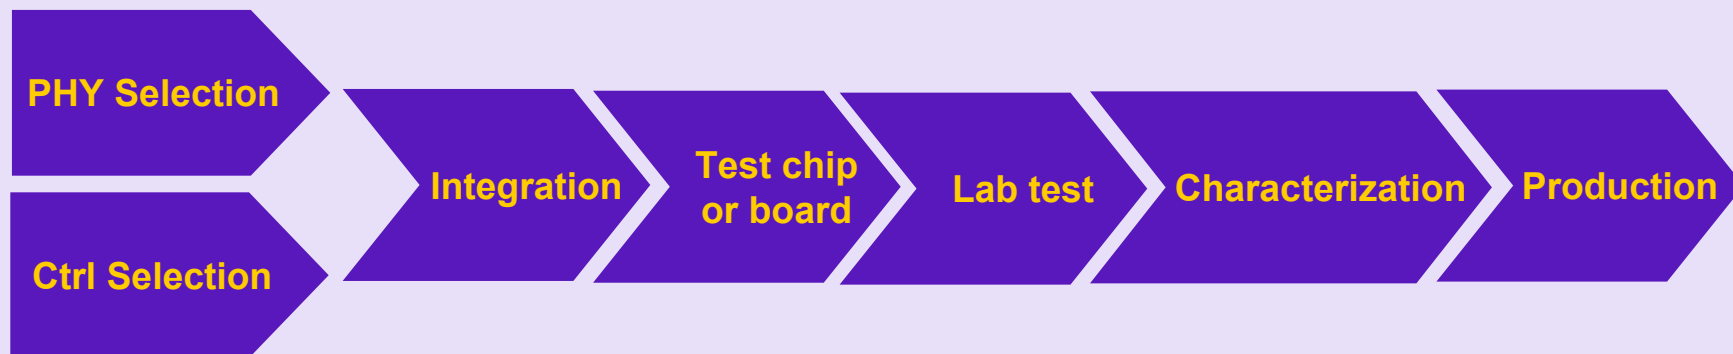 PHY Selection
Ctrl Selection
Integration
Test chip
or board
Lab test
Characterization
Production